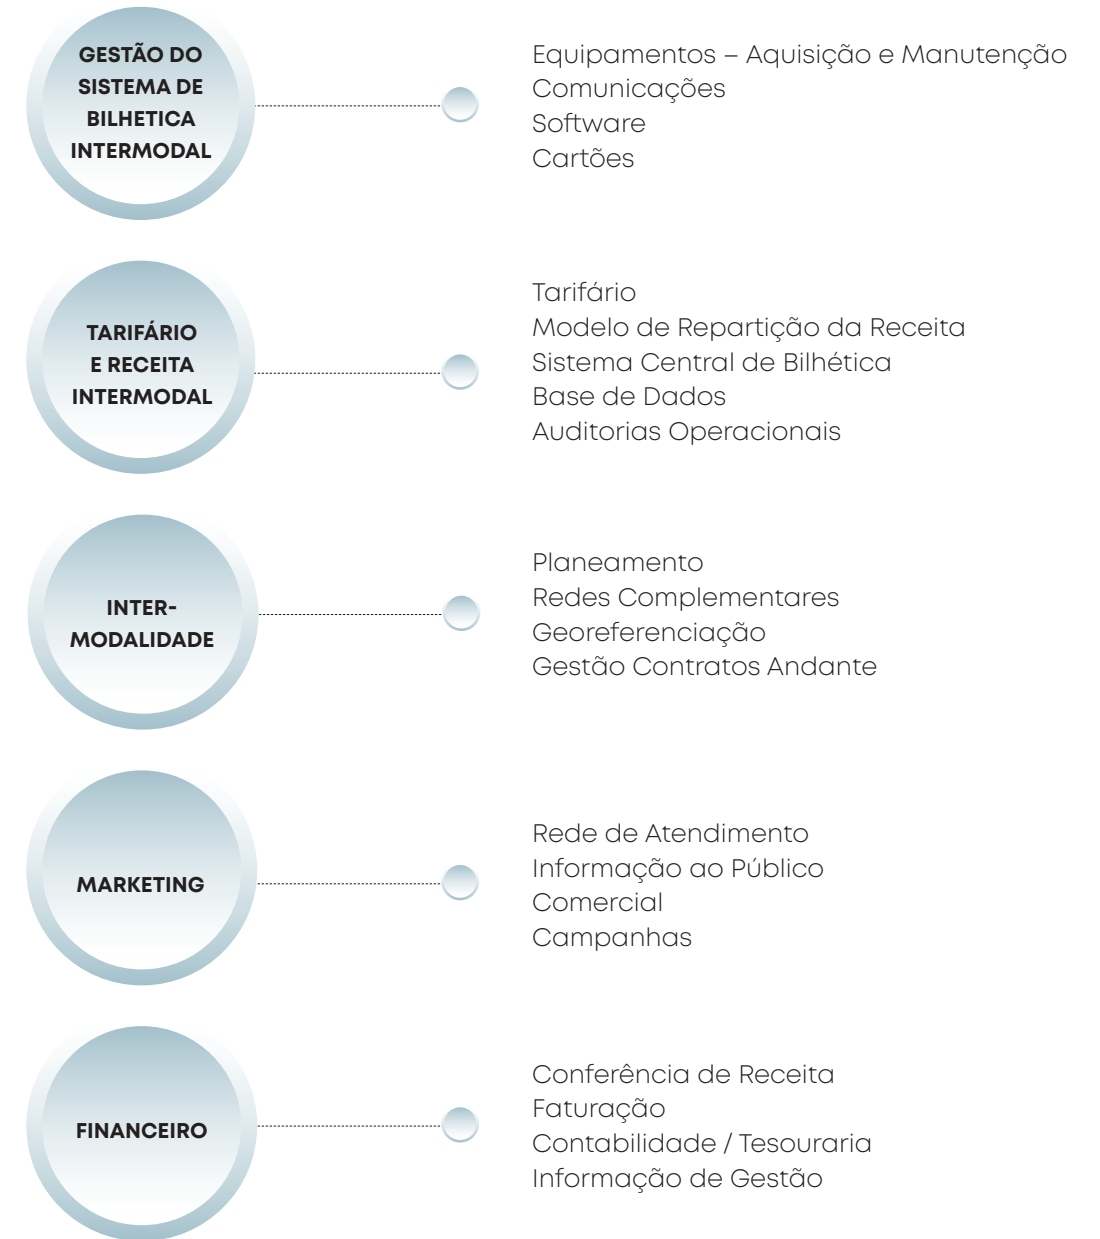 GESTÃO DO
SISTEMA DE
BILHETICA
INTERMODAL
Equipamentos – Aquisição e Manutenção
Comunicações
Software
Cartões
TARIFÁRIO
E RECEITA
INTERMODAL
Tarifário
Modelo de Repartição da Receita
Sistema Central de Bilhética
Base de Dados
Auditorias Operacionais
INTER-
MODALIDADE
Planeamento
Redes Complementares
Georeferenciação
Gestão Contratos Andante
MARKETING
Rede de Atendimento
Informação ao Público
Comercial
Campanhas
FINANCEIRO
Conferência de Receita
Faturação
Contabilidade / Tesouraria
Informação de Gestão